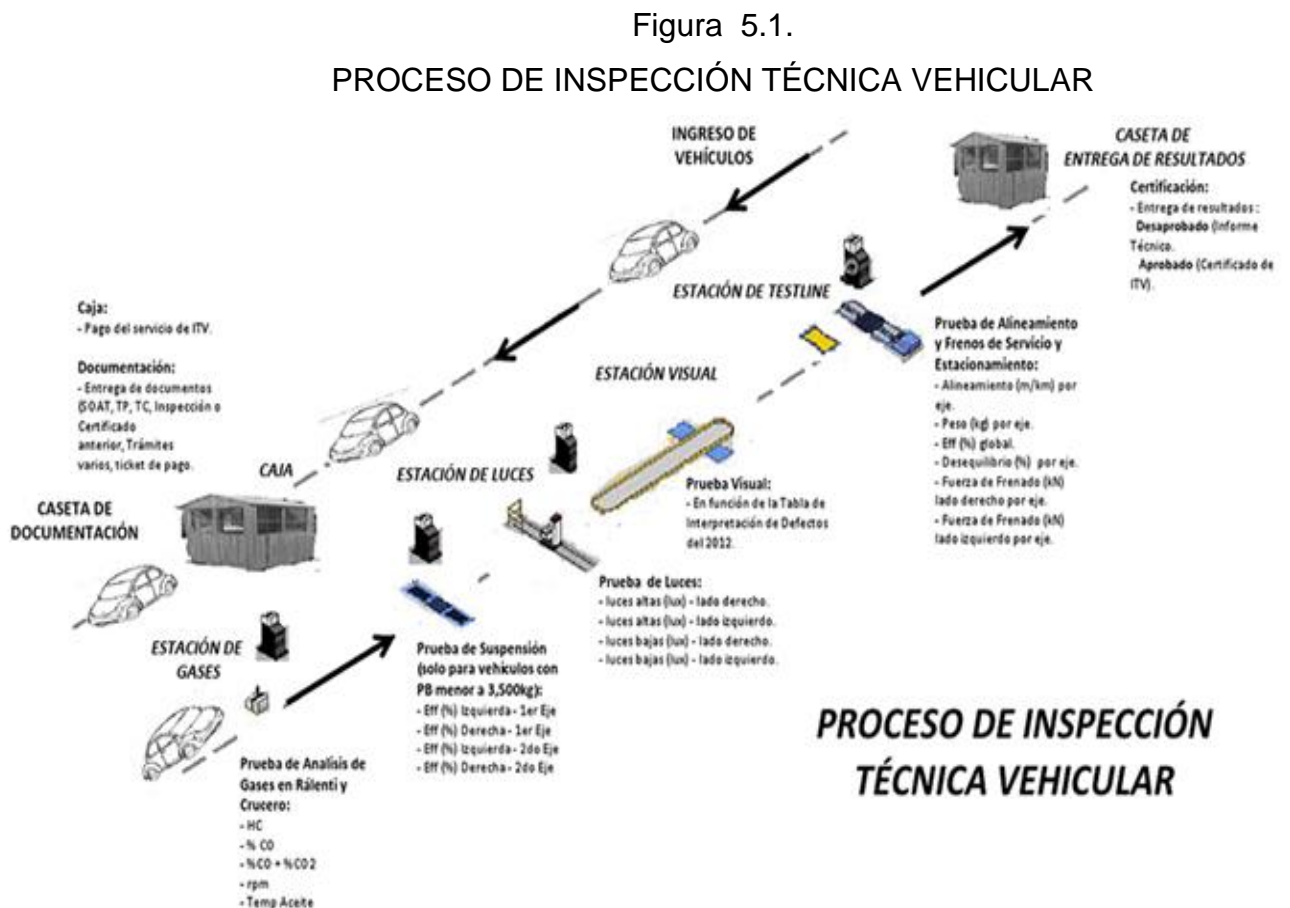 Figura 5.1.
PROCESO DE INSPECCIÓN TÉCNICA VEHICULAR
INGRESO DE
VEHÍCULOS
CASETA DE
ENTREGA DE RESULTADOS
Certificación:
- Entrega de resultados :
Desaprobado (Informe
Técnico.
Aprobado (Certificado de
ITV).
ESTACIÓN DE TESTLINE
Prueba de Alineamiento
y Frenos de Servicio y
Estacionamiento:
- Alineamiento (m/km) por
eje.
- Peso (kg) por eje.
- Eff (%) global.
- Desequilibrio (%) por eje.
- Fuerza de Frenado (kN)
lado derecho por eje.
- Fuerza de Frenado (kN)
lado izquierdo por eje.
Caja:
- Pago del servicio de ITV.
Documentación:
- Entrega de documentos
(SOAT, TP, TC, Inspección o
Certificado
anterior, Trámites
varios, ticket de pago.
ESTACIÓN VISUAL
Prueba Visual:
- En función de la Tabla de
Interpretación de Defectos
del 2012.
CAJA
CASETA DE
DOCUMENTACIÓN
ESTACIÓN DE LUCES
Prueba de Luces:
- luces altas (lux) - lado derecho.
- luces altas (lux) - lado izquierdo.
- luces bajas (lux) - lado derecho.
- luces bajas (lux) - lado izquierdo.
Prueba de Suspensión
(solo para vehículos con
PB menor a 3,500kg):
- Eff (%) Izquierda - 1er Eje
- Eff (%) Derecha - 1er Eje
- Eff (%) Izquierda - 2do Eje
- Eff (%) Derecha - 2do Eje
ESTACIÓN DE
GASES
Prueba de Analisis de
Gases en Rálenti y
Crucero:
- HC
- % CO
- %CO + %CO2
- rpm
- Temp Aceite
PROCESO DE INSPECCIÓN
TÉCNICA VEHICULAR